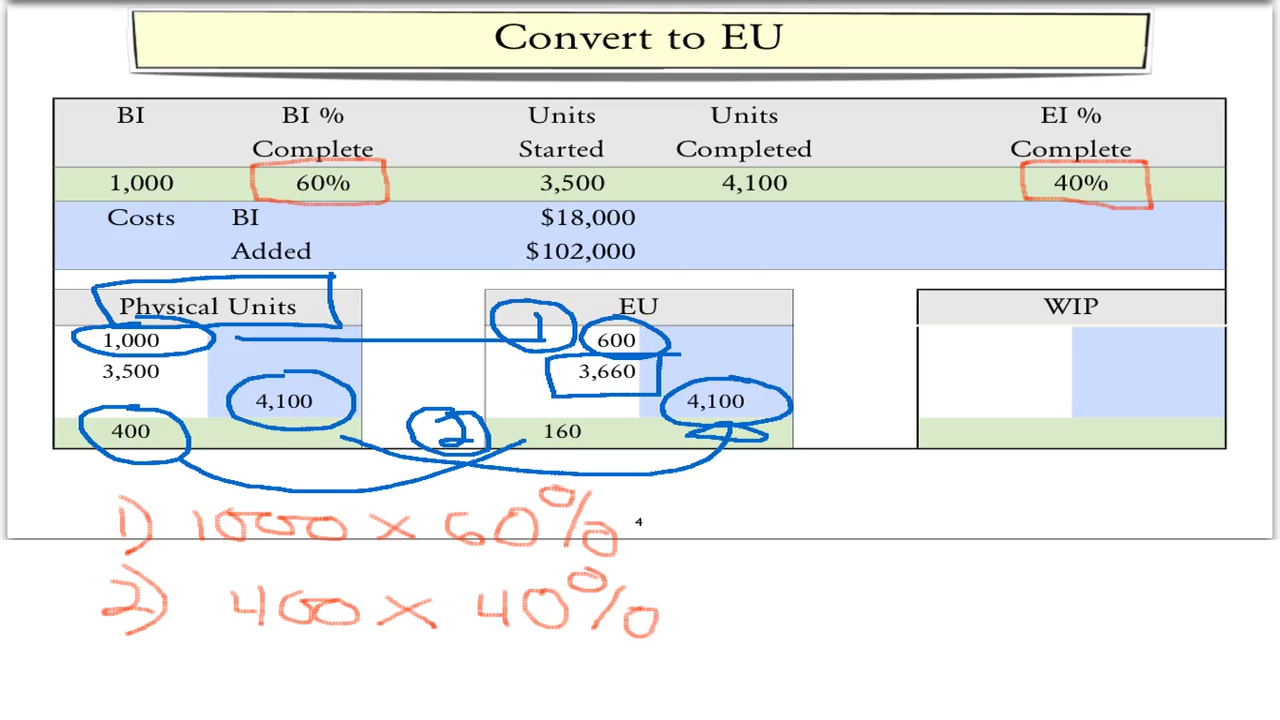 Convert to EU
BI BI % Units Units EI %
Complete Started Completed Complete
1,000 60% 3,500 4,100 40%
Costs BI $18,000
Added $102,000
Physical Units EU WIP
1,000 1 600
3,500 3,660
4,100 4,100
400 2 160
4
1) 1000 × 60%
2) 400 × 40%